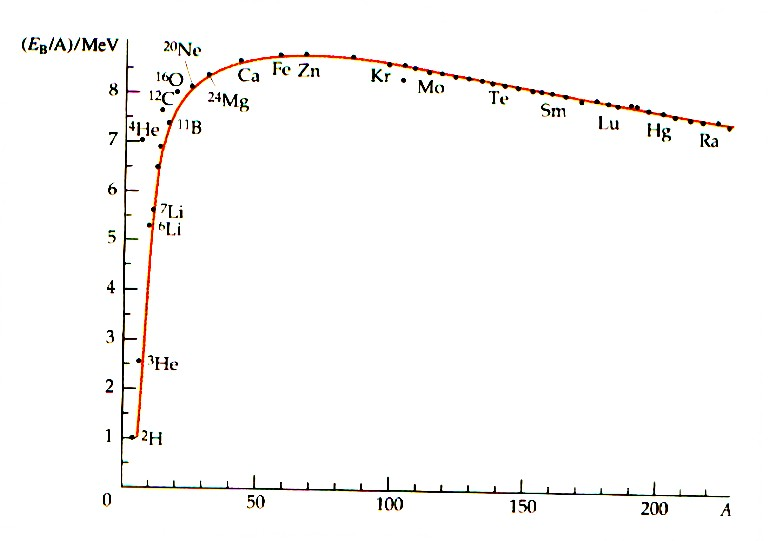 (E_B/A)/MeV
8
7
6
5
4
3
2
1
0
0
50
100
150
200
A
²H
³He
⁶Li
⁷Li
⁴He
¹¹B
¹²C
¹⁶O
²⁰Ne
²⁴Mg
Ca
Fe
Zn
Kr
Mo
Te
Sm
Lu
Hg
Ra